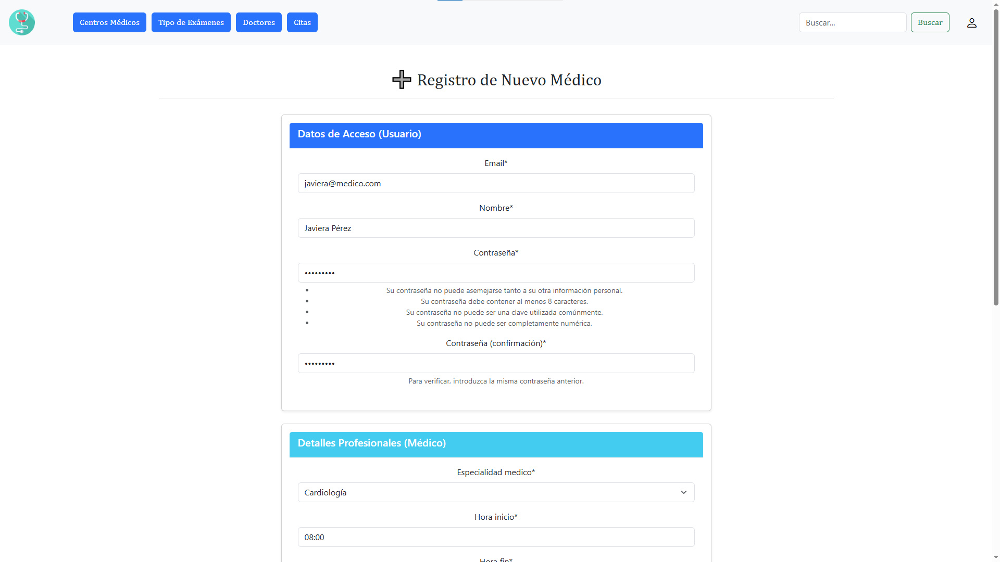 Centros Médicos
Tipo de Exámenes
Doctores
Citas
Buscar...
Buscar
Registro de Nuevo Médico
Datos de Acceso (Usuario)
Email*
javiera@medico.com
Nombre*
Javiera Pérez
Contraseña*
•••••••••
• Su contraseña no puede asemejarse tanto a su otra información personal.
• Su contraseña debe contener al menos 8 caracteres.
• Su contraseña no puede ser una clave utilizada comúnmente.
• Su contraseña no puede ser completamente numérica.
Contraseña (confirmación)*
•••••••••
Para verificar, introduzca la misma contraseña anterior.
Detalles Profesionales (Médico)
Especialidad medico*
Cardiología
Hora inicio*
08:00
Hora fin*